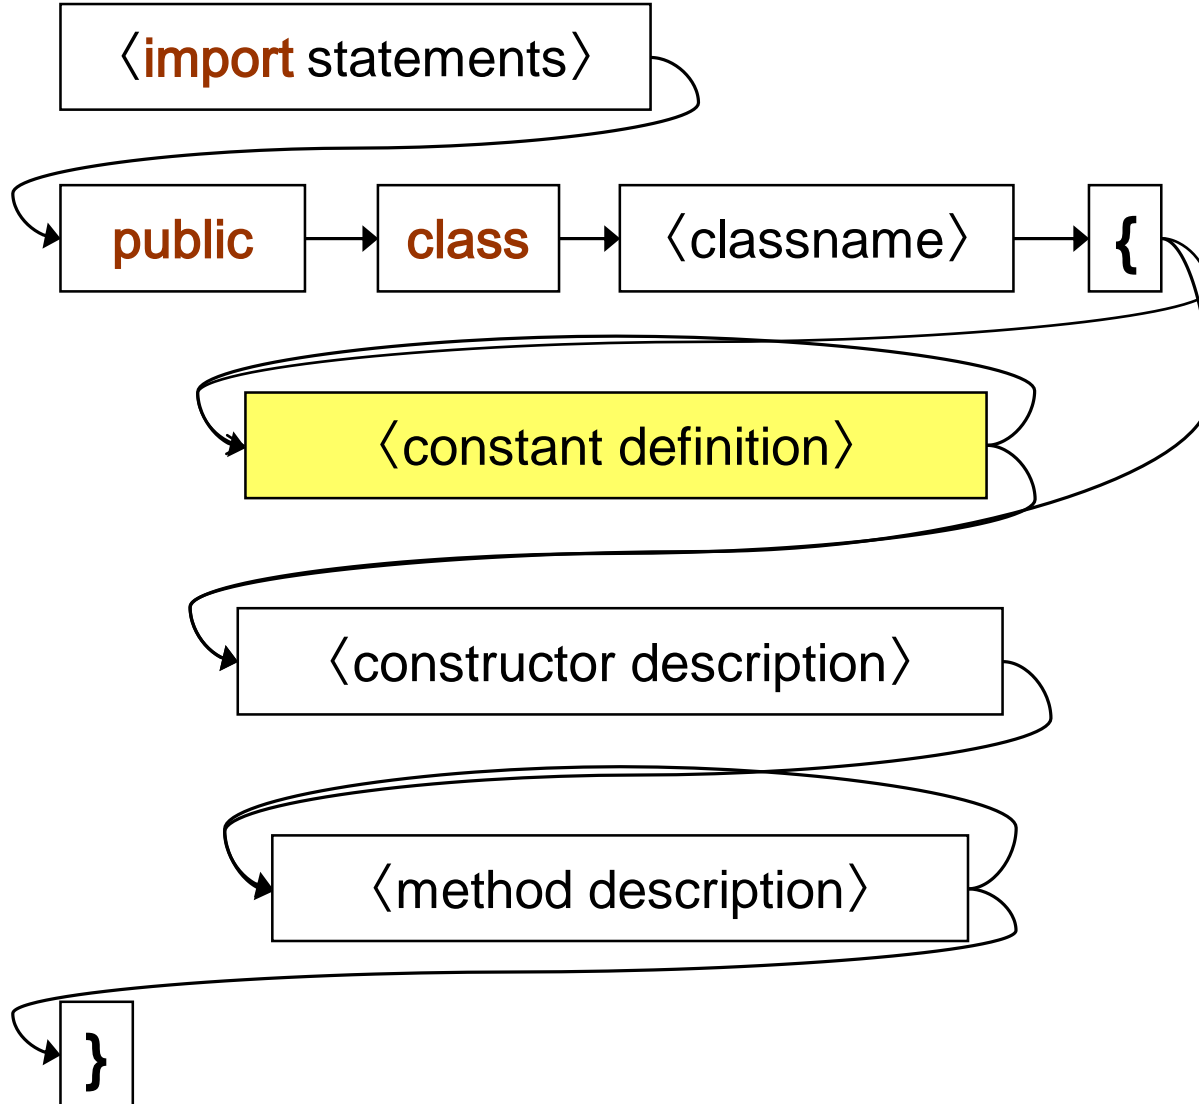 〈import statements〉
public class 〈classname〉 {
〈constant definition〉
〈constructor description〉
〈method description〉
}